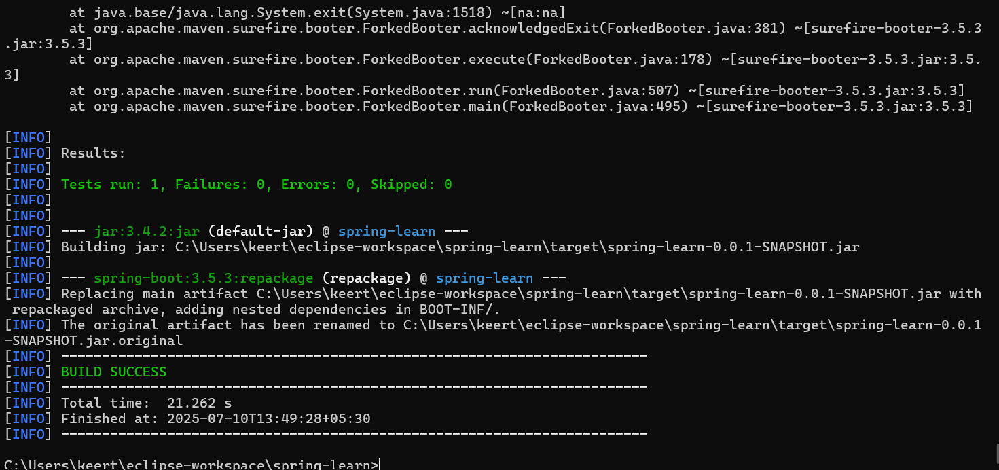 at java.base/java.lang.System.exit(System.java:1518) ~[na:na]
        at org.apache.maven.surefire.booter.ForkedBooter.acknowledgedExit(ForkedBooter.java:381) ~[surefire-booter-3.5.3
.jar:3.5.3]
        at org.apache.maven.surefire.booter.ForkedBooter.execute(ForkedBooter.java:178) ~[surefire-booter-3.5.3.jar:3.5.
3]
        at org.apache.maven.surefire.booter.ForkedBooter.run(ForkedBooter.java:507) ~[surefire-booter-3.5.3.jar:3.5.3]
        at org.apache.maven.surefire.booter.ForkedBooter.main(ForkedBooter.java:495) ~[surefire-booter-3.5.3.jar:3.5.3]

[INFO]
[INFO] Results:
[INFO]
[INFO] Tests run: 1, Failures: 0, Errors: 0, Skipped: 0
[INFO]
[INFO]
[INFO] --- jar:3.4.2:jar (default-jar) @ spring-learn ---
[INFO] Building jar: C:\Users\keert\eclipse-workspace\spring-learn\target\spring-learn-0.0.1-SNAPSHOT.jar
[INFO]
[INFO] --- spring-boot:3.5.3:repackage (repackage) @ spring-learn ---
[INFO] Replacing main artifact C:\Users\keert\eclipse-workspace\spring-learn\target\spring-learn-0.0.1-SNAPSHOT.jar with
 repackaged archive, adding nested dependencies in BOOT-INF/.
[INFO] The original artifact has been renamed to C:\Users\keert\eclipse-workspace\spring-learn\target\spring-learn-0.0.1
-SNAPSHOT.jar.original
[INFO] ------------------------------------------------------------------------
[INFO] BUILD SUCCESS
[INFO] ------------------------------------------------------------------------
[INFO] Total time:  21.262 s
[INFO] Finished at: 2025-07-10T13:49:28+05:30
[INFO] ------------------------------------------------------------------------

C:\Users\keert\eclipse-workspace\spring-learn>